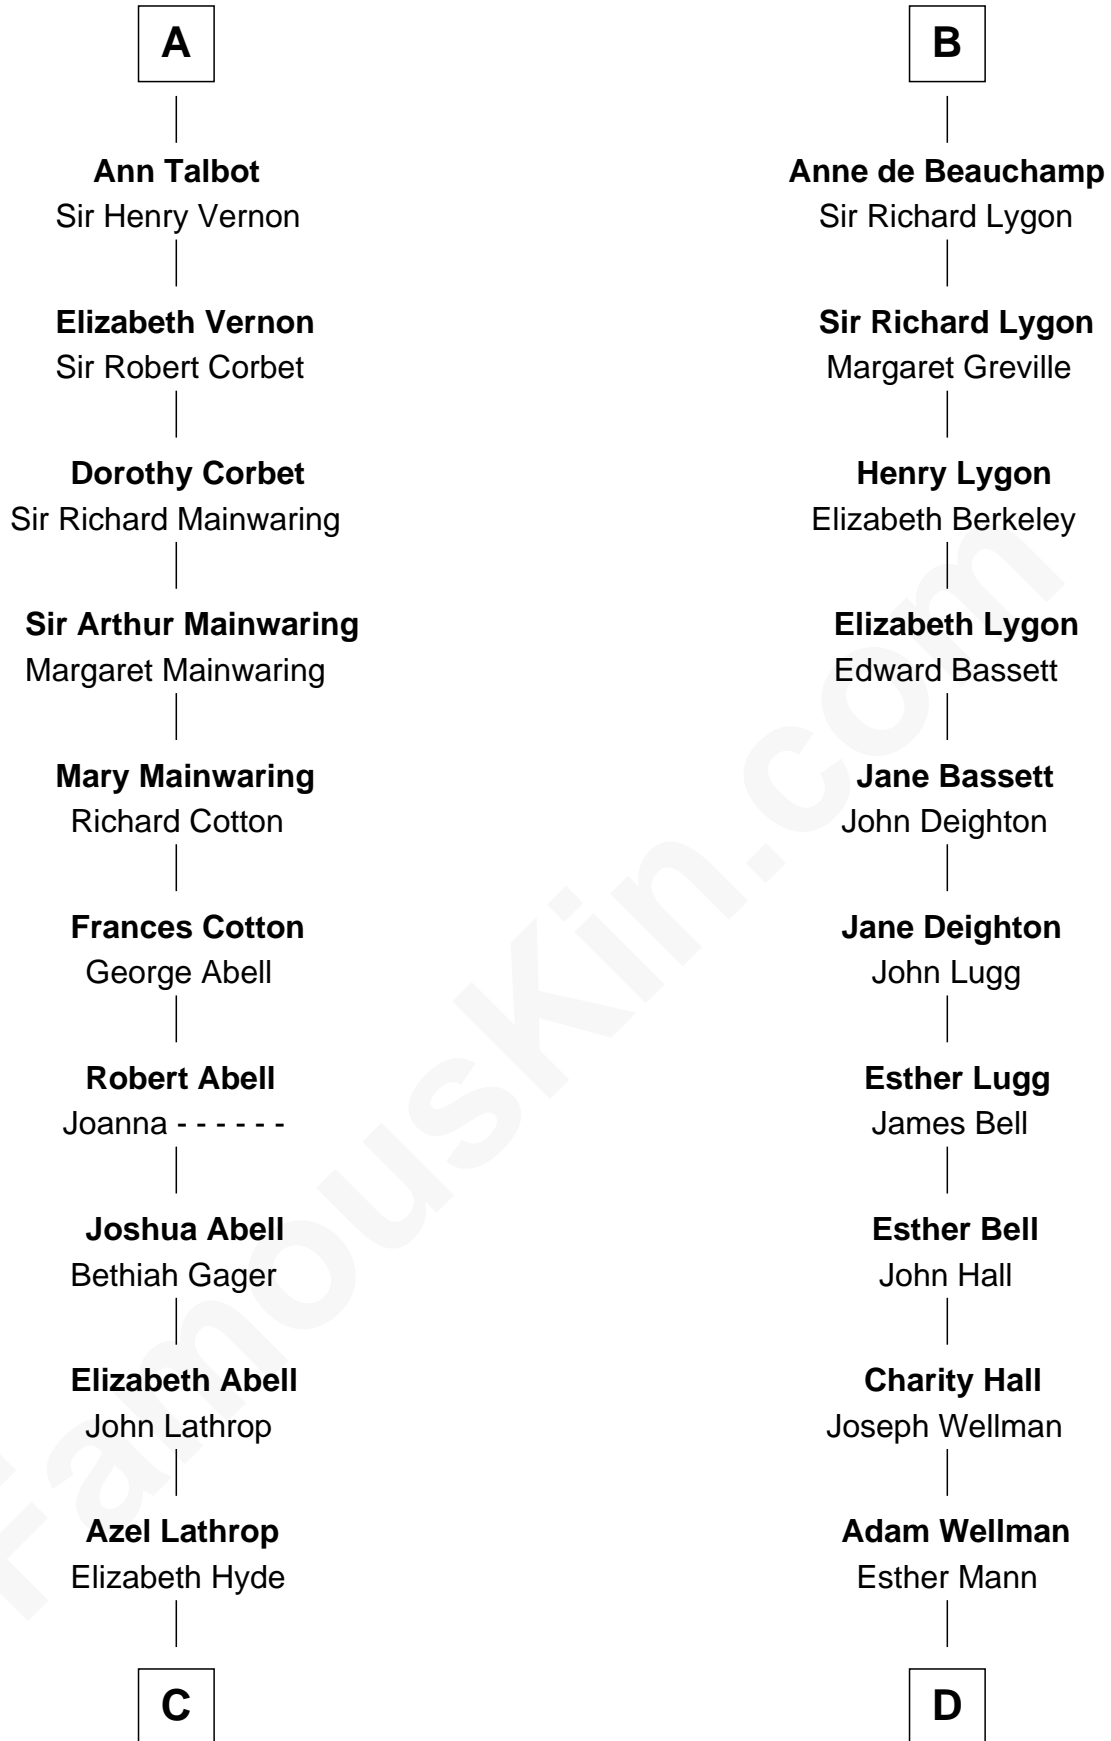 A
Ann Talbot
Sir Henry Vernon
Elizabeth Vernon
Sir Robert Corbet
Dorothy Corbet
Sir Richard Mainwaring
Sir Arthur Mainwaring
Margaret Mainwaring
Mary Mainwaring
Richard Cotton
Frances Cotton
George Abell
Robert Abell
Joanna - - - - - -
Joshua Abell
Bethiah Gager
Elizabeth Abell
John Lathrop
Azel Lathrop
Elizabeth Hyde
C
B
Anne de Beauchamp
Sir Richard Lygon
Sir Richard Lygon
Margaret Greville
Henry Lygon
Elizabeth Berkeley
Elizabeth Lygon
Edward Bassett
Jane Bassett
John Deighton
Jane Deighton
John Lugg
Esther Lugg
James Bell
Esther Bell
John Hall
Charity Hall
Joseph Wellman
Adam Wellman
Esther Mann
D
FamousKin.com